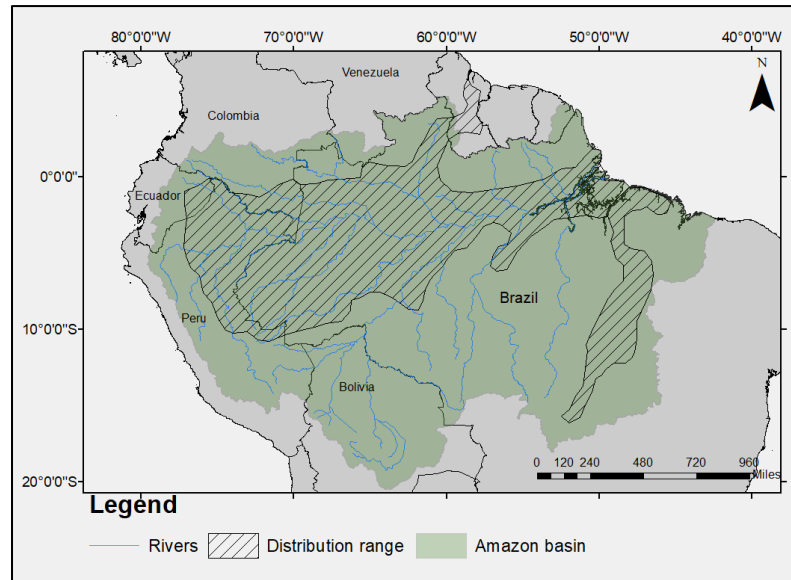 80°0'0"W 70°0'0"W 60°0'0"W 50°0'0"W 40°0'0"W
N
Venezuela
Colombia
0°0'0"
Ecuador
Brazil
Peru
10°0'0"S
Bolivia
0 120 240 480 720 960
Miles
20°0'0"S
Legend
Rivers Distribution range Amazon basin